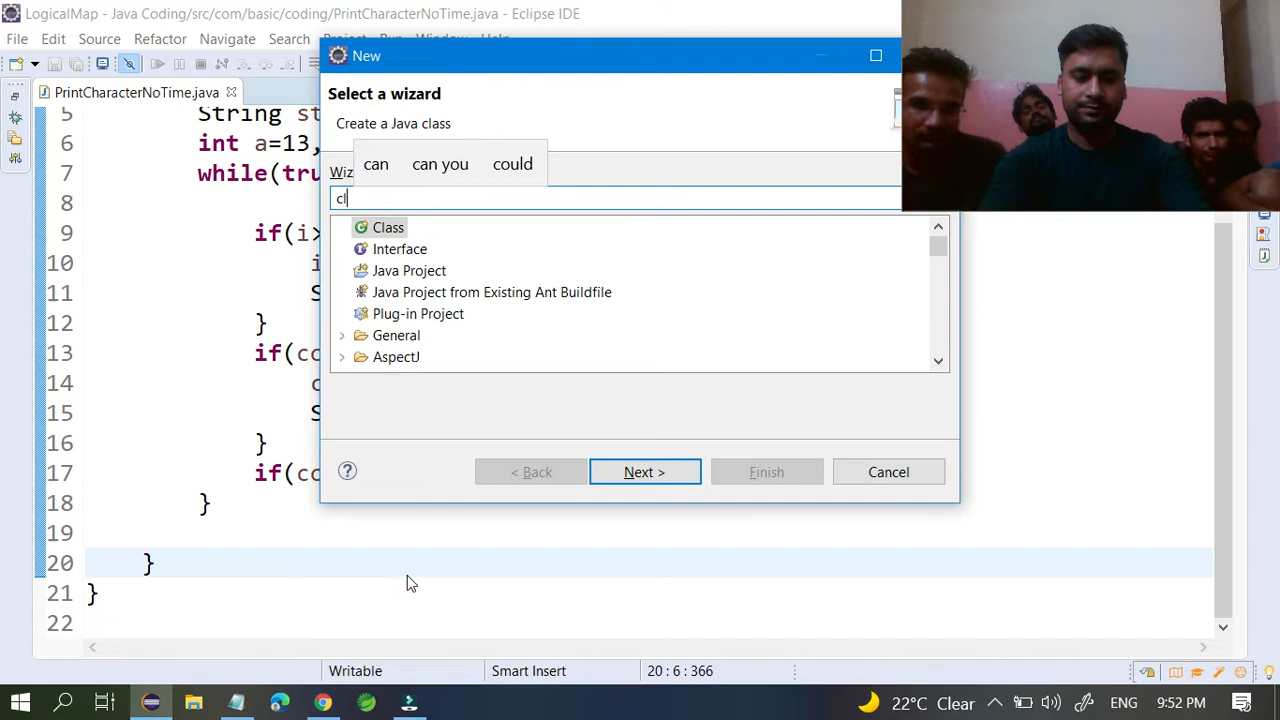 LogicalMap - Java Coding/src/com/basic/coding/PrintCharacterNoTime.java - Eclipse IDE
File Edit Source Refactor Navigate Search
New
PrintCharacterNoTime.java
Select a wizard
Create a Java class
5 String
6 int a=13,
7 while(tru
8
9 if(i>
10 i
11 S
12 }
13 if(co
14 c
15 S
16 }
17 if(co
18 }
19
20 }
21 }
22
Wiz
can can you could
cl
Class
Interface
Java Project
Java Project from Existing Ant Buildfile
Plug-in Project
General
AspectJ
? < Back Next > Finish Cancel
Writable Smart Insert 20 : 6 : 366
22°C Clear ENG 9:52 PM